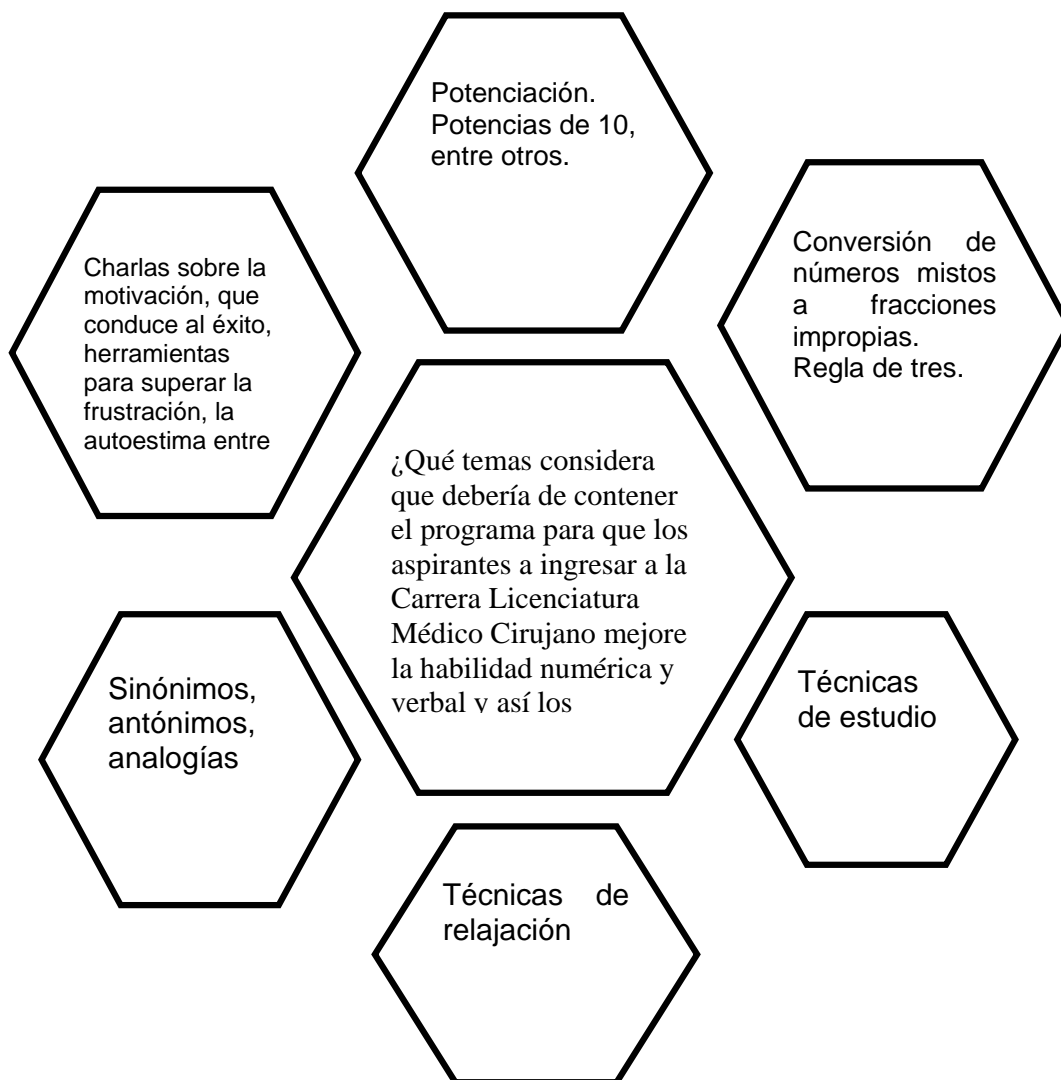 Potenciación.
Potencias de 10,
entre otros.
Charlas sobre la
motivación, que
conduce al éxito,
herramientas
para superar la
frustración, la
autoestima entre
Conversión de
números mistos
a fracciones
impropias.
Regla de tres.
¿Qué temas considera
que debería de contener
el programa para que los
aspirantes a ingresar a la
Carrera Licenciatura
Médico Cirujano mejore
la habilidad numérica y
verbal y así los
Sinónimos,
antónimos,
analogías
Técnicas
de estudio
Técnicas de
relajación